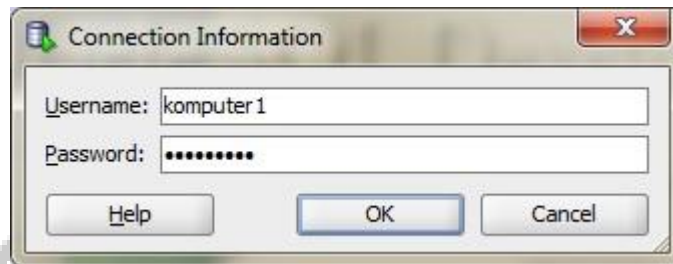 Connection Information
Username: komputer1
Password: •••••••••
Help OK Cancel